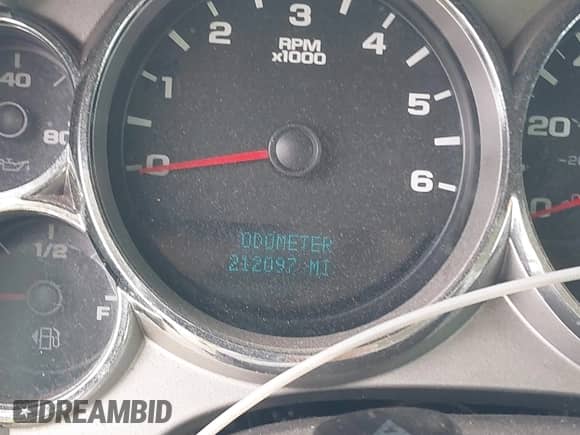 3
2
4
RPM
x1000
40
1
5
80
20
0
6
0
1/2
ODOMETER
212097 MI
F
DREAMBID